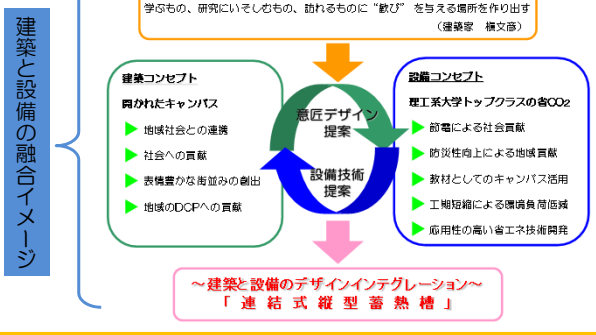 学ぶもの、研究にいそしむもの、訪れるものに“歓び”を与える場所を作り出す
（建築家　槇文彦）
建築と設備の融合イメージ
建築コンセプト
開かれたキャンパス
地域社会との連携
社会への貢献
表情豊かな街並みの創出
地域のDCPへの貢献
意匠デザイン
提案
設備技術
提案
設備コンセプト
理工系大学トップクラスの省CO2
節電による社会貢献
防災性向上による地域貢献
教材としてのキャンパス活用
工期短縮による環境負荷低減
応用性の高い省エネ技術開発
～建築と設備のデザインインテグレーション～
「連結式縦型蓄熱槽」